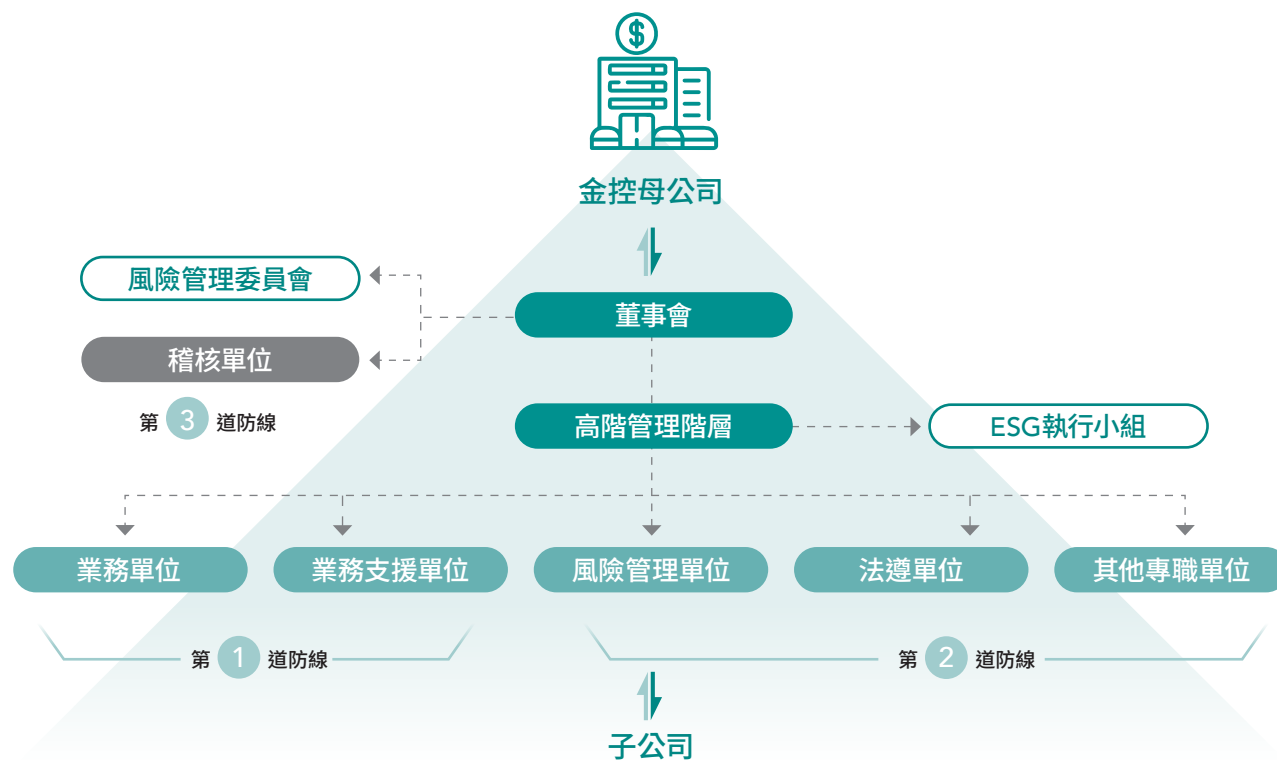 $
金控母公司
風險管理委員會
董事會
稽核單位
第 3 道防線
高階管理階層
ESG執行小組
業務單位
業務支援單位
風險管理單位
法遵單位
其他專職單位
第 1 道防線
第 2 道防線
子公司